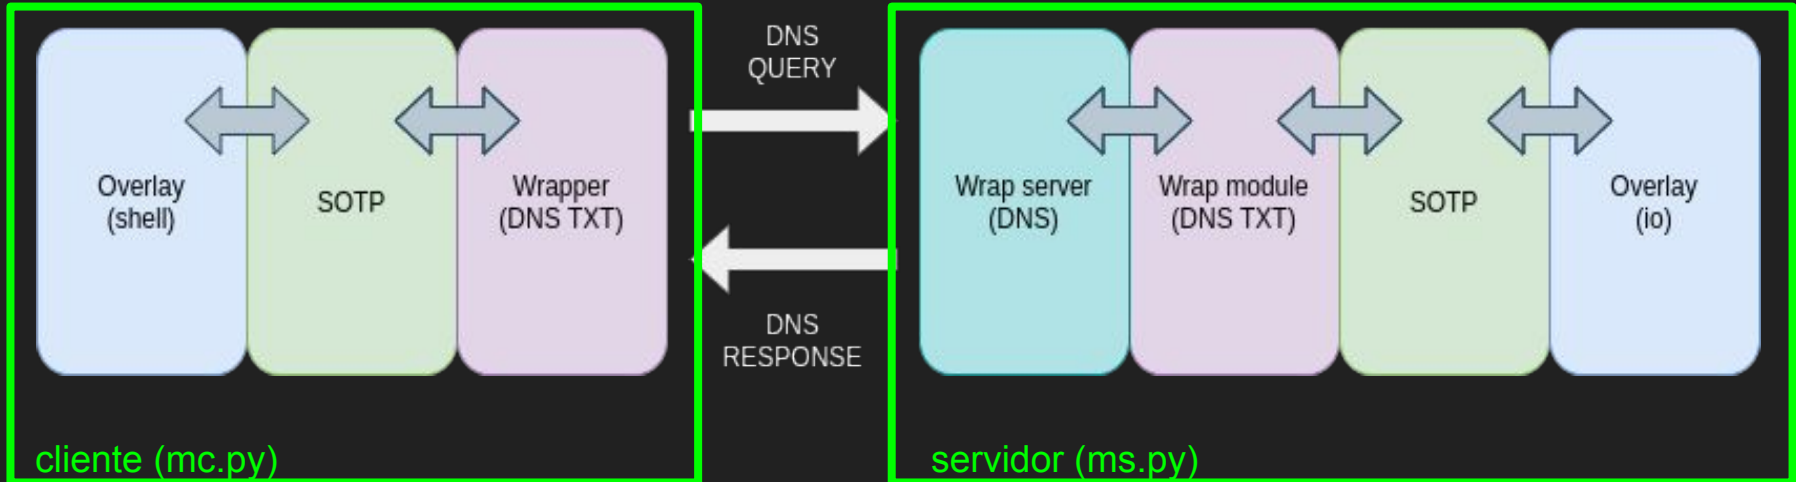 Overlay
(shell)
SOTP
Wrapper
(DNS TXT)
DNS
QUERY
DNS
RESPONSE
Wrap server
(DNS)
Wrap module
(DNS TXT)
SOTP
Overlay
(io)
cliente (mc.py)
servidor (ms.py)